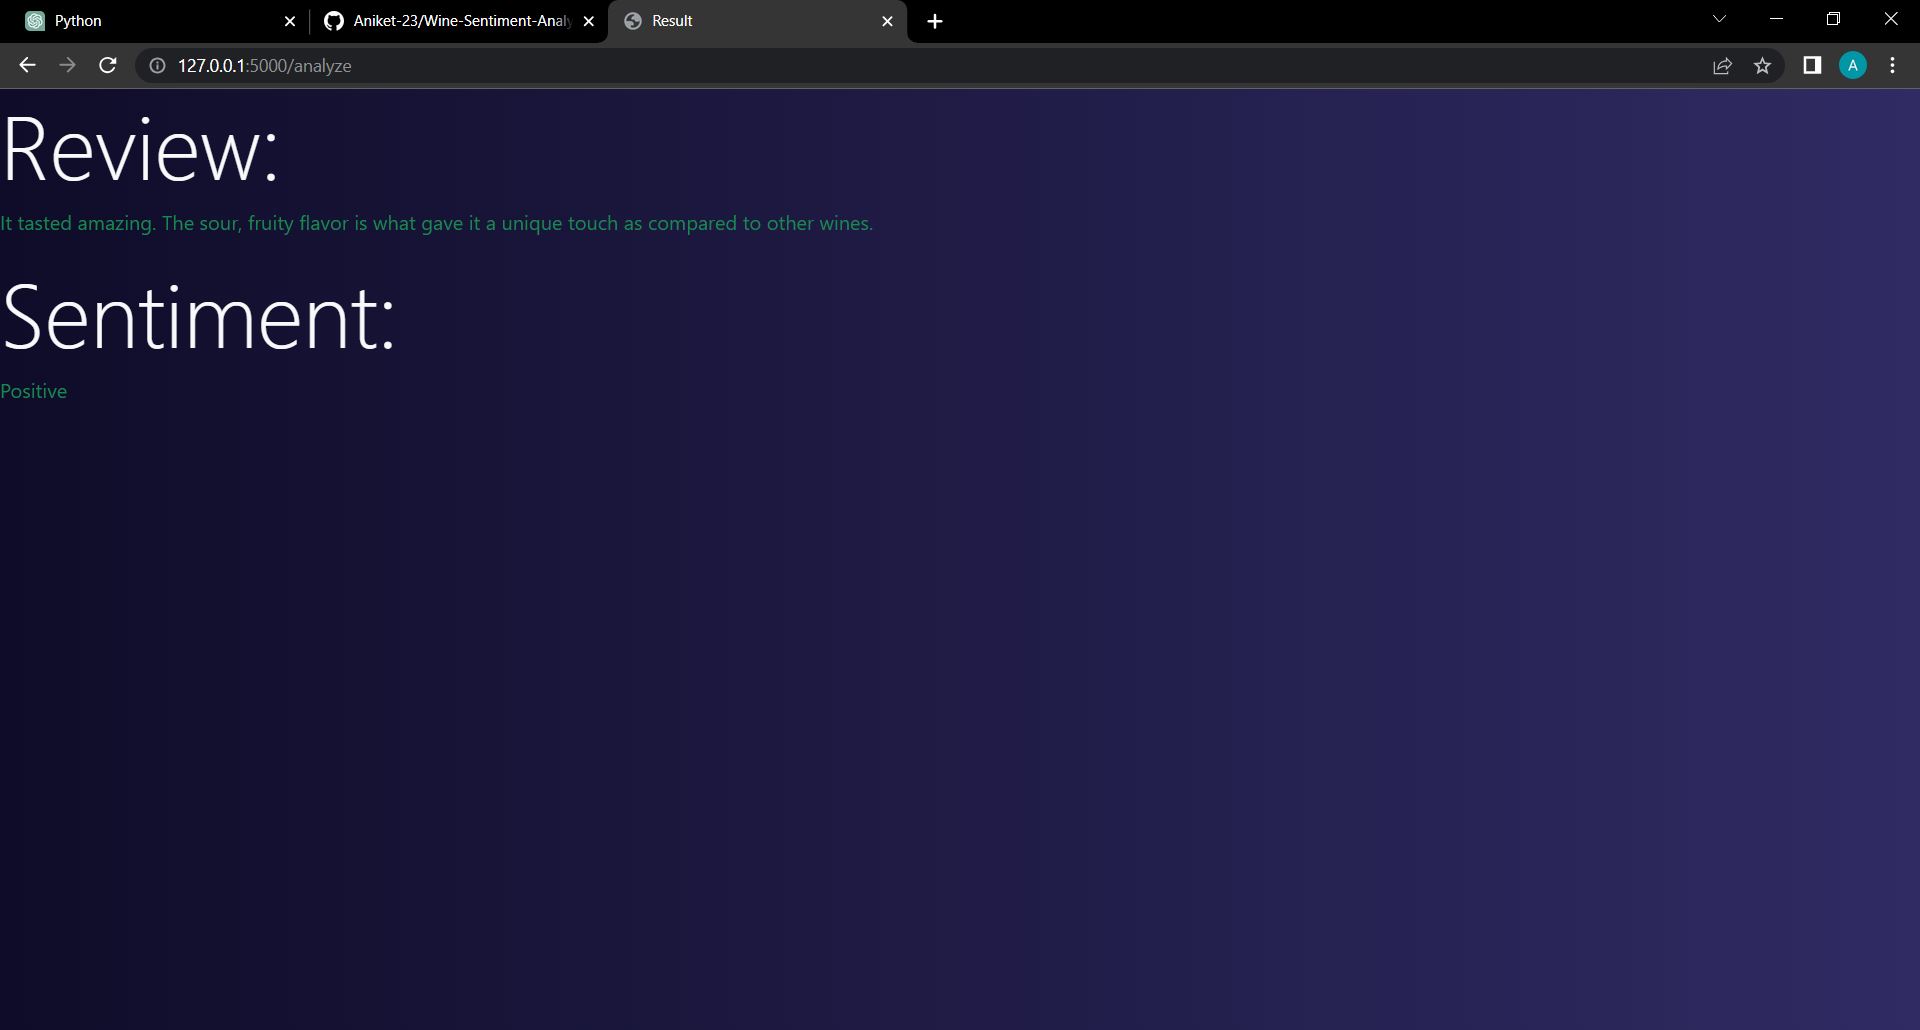 Python
Aniket-23/Wine-Sentiment-Analy
Result
127.0.0.1:5000/analyze
A
Review:
It tasted amazing. The sour, fruity flavor is what gave it a unique touch as compared to other wines.
Sentiment:
Positive